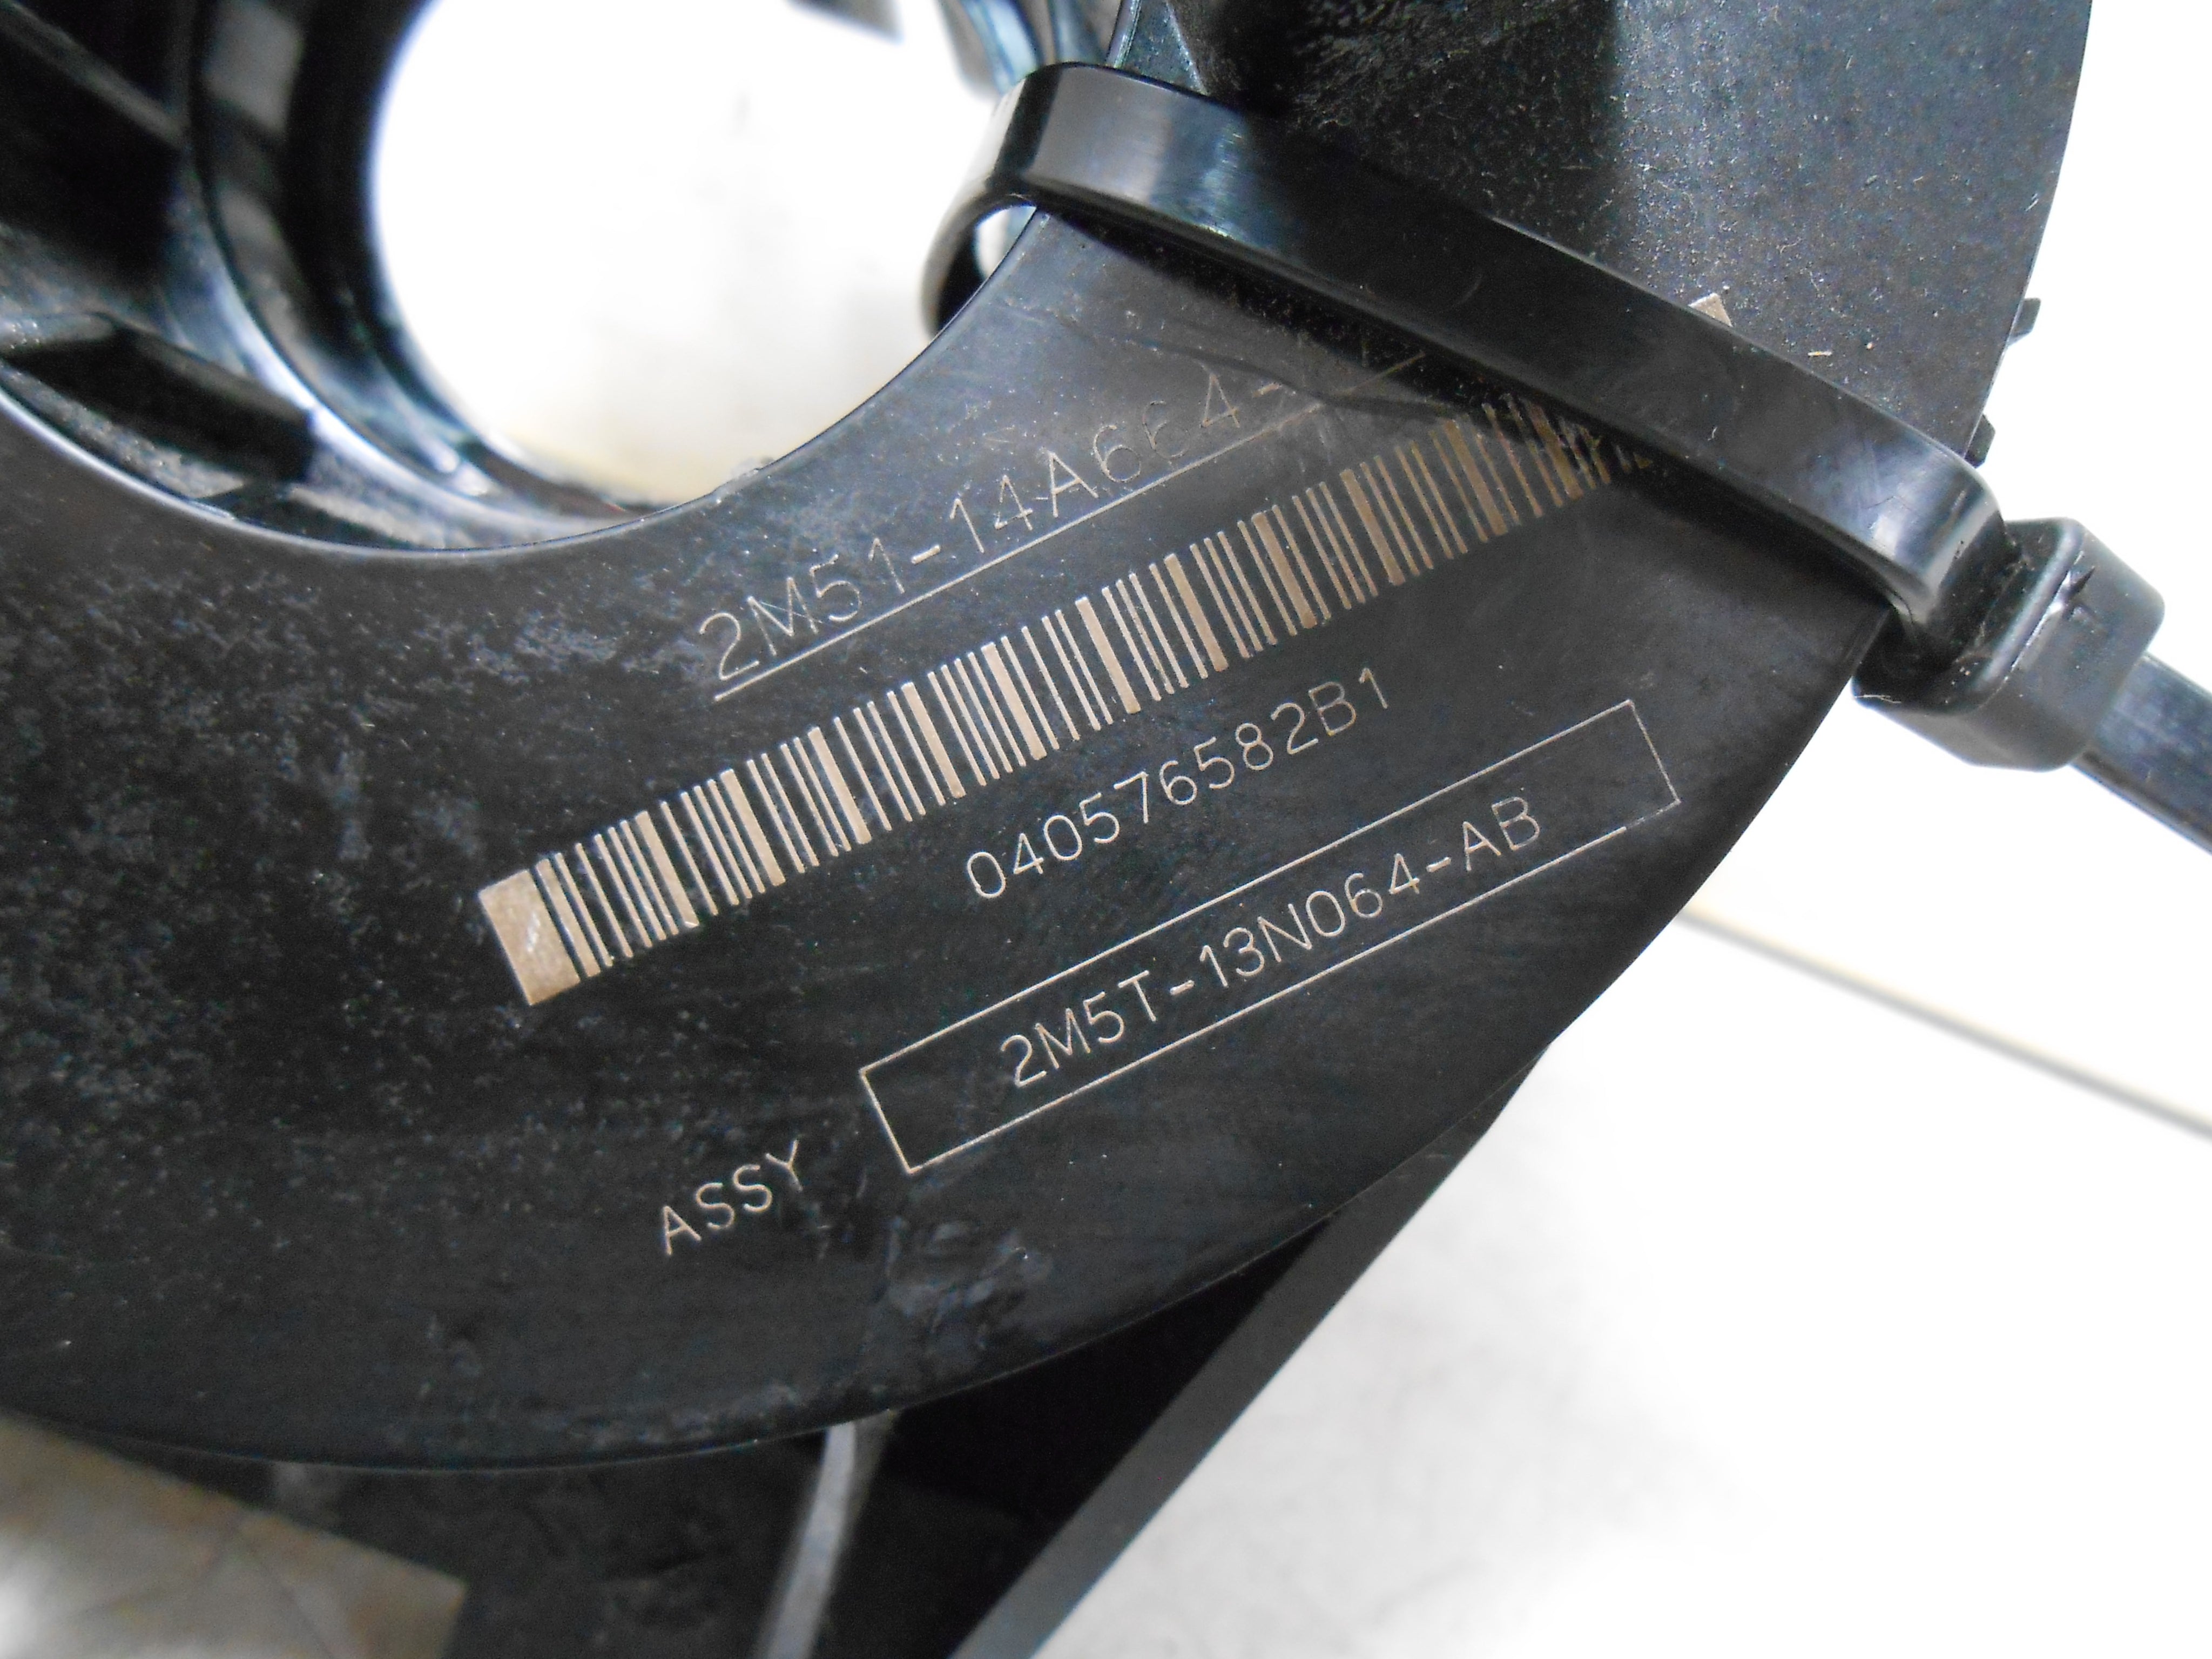 2M51-14A664-
040576582B1
ASSY 2M5T-13N064-AB